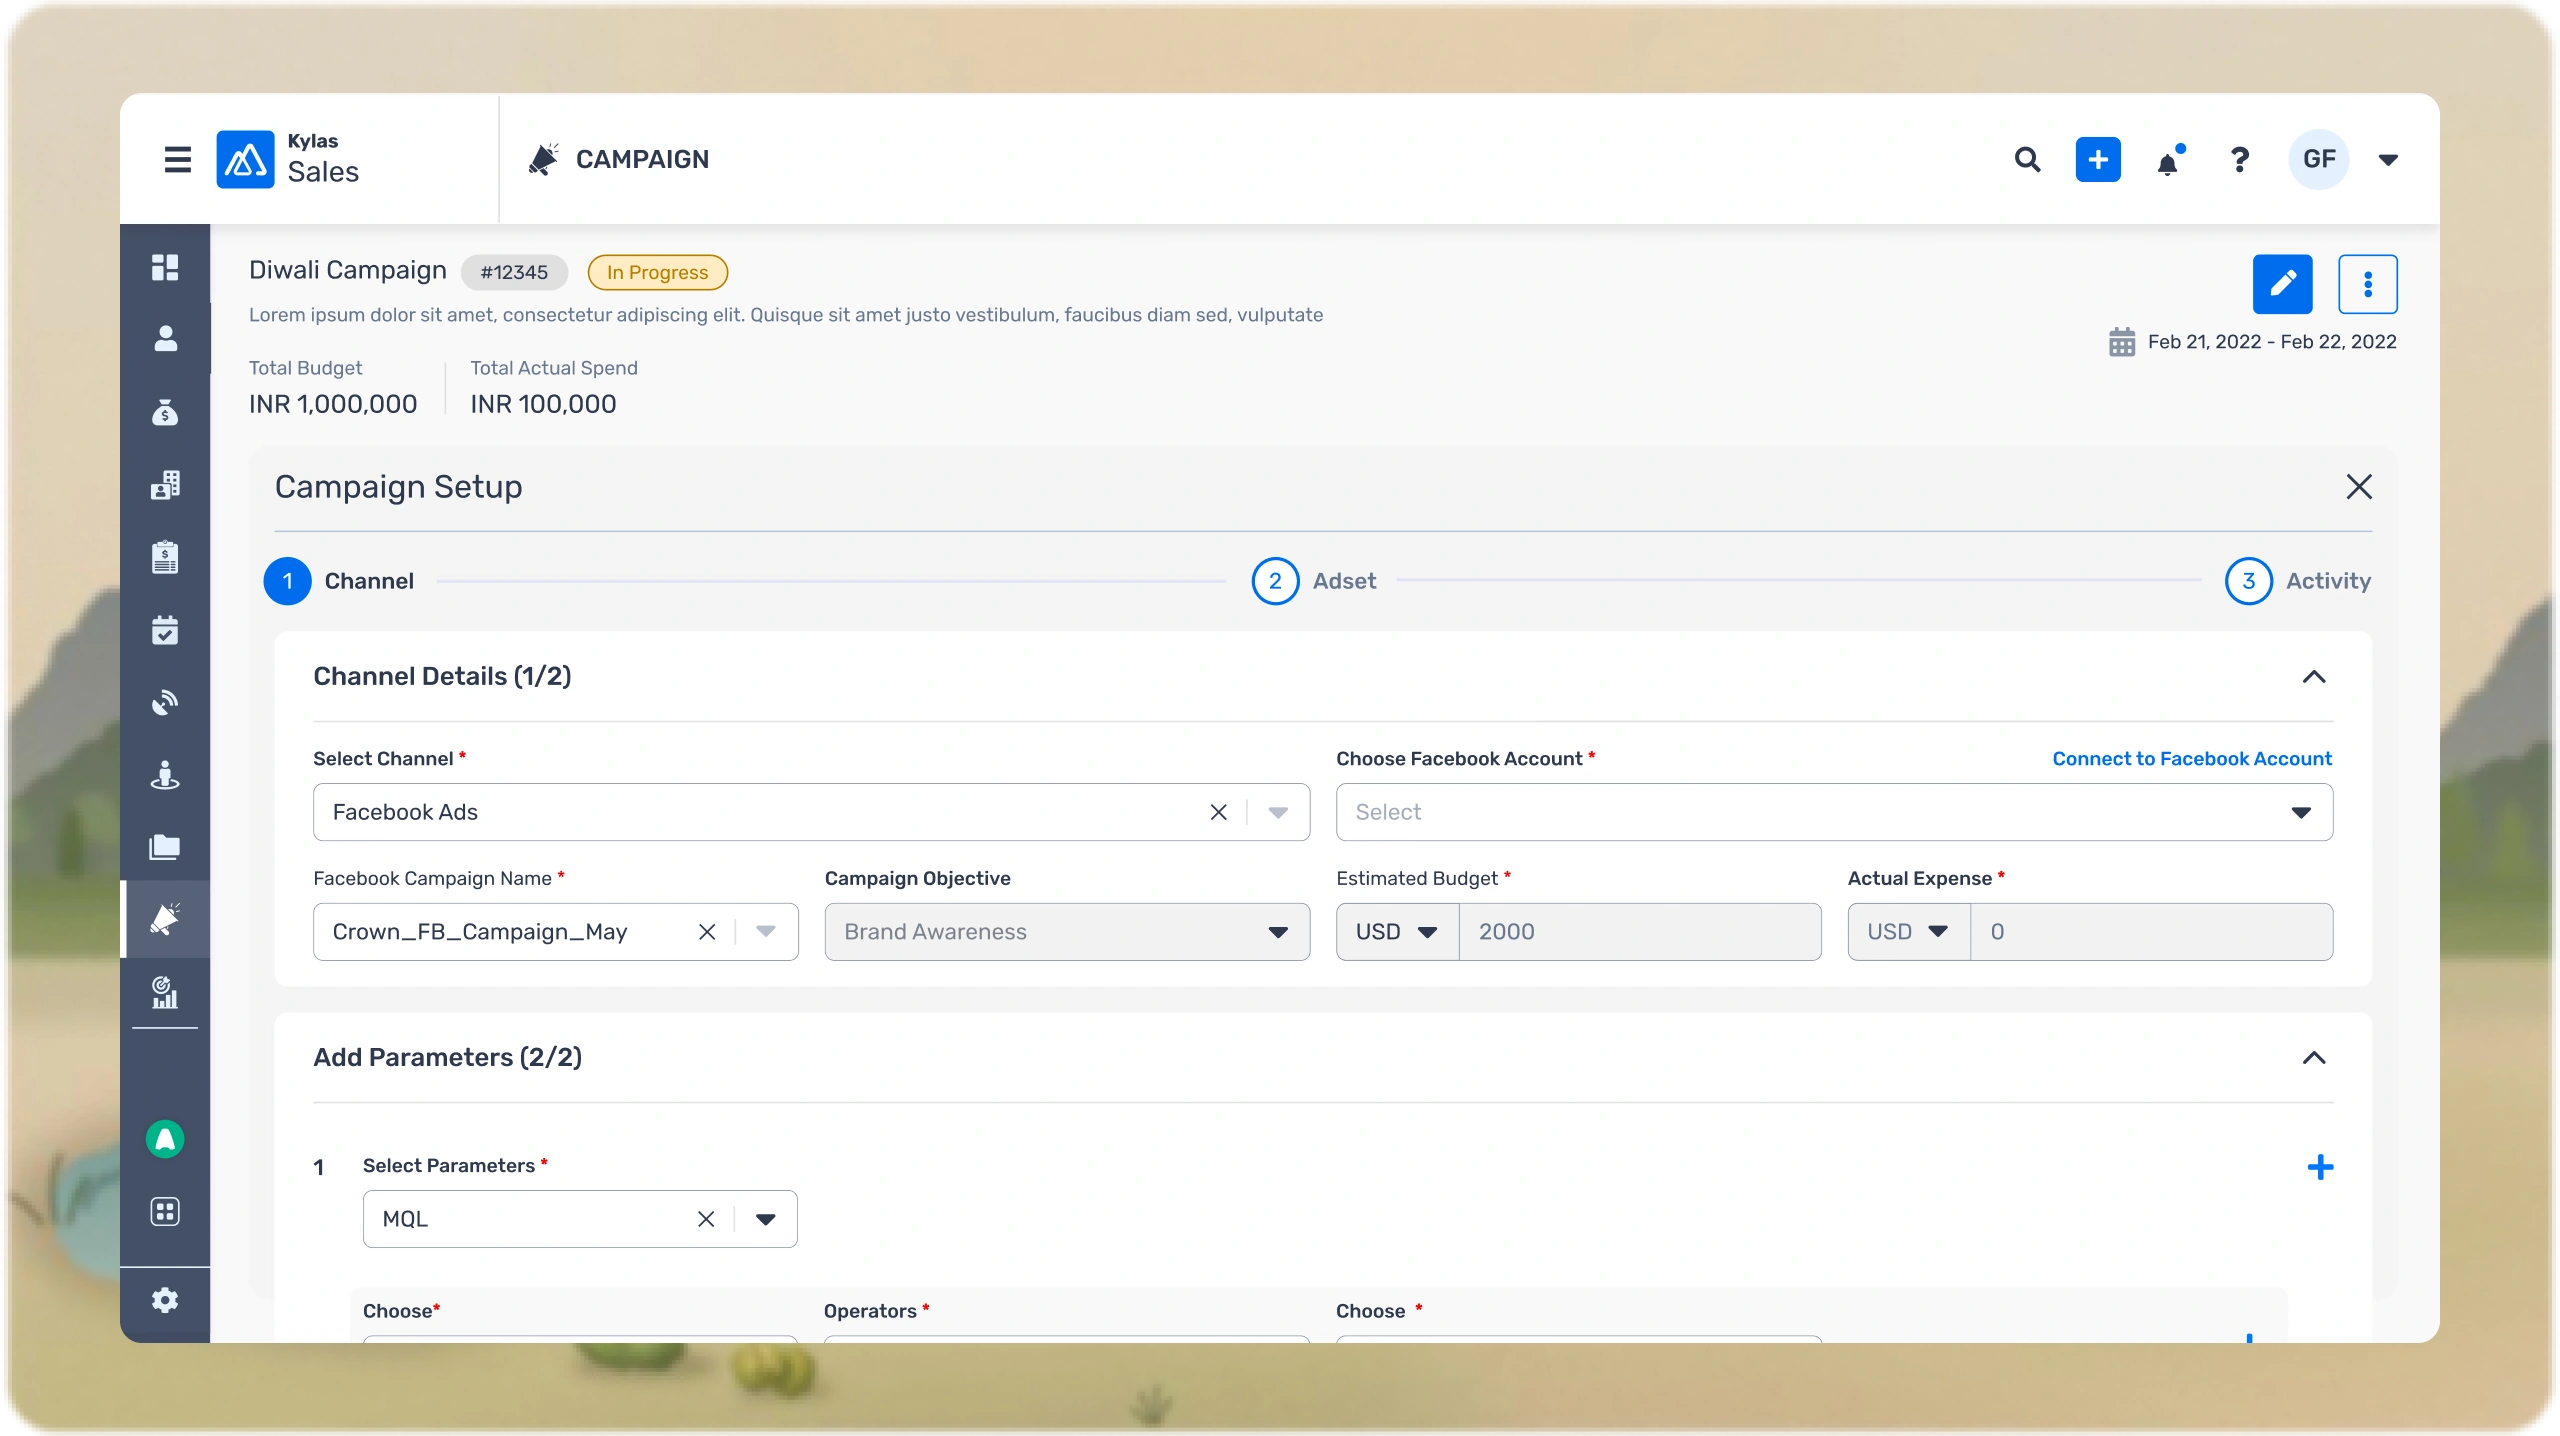 Kylas
Sales
CAMPAIGN
GF
Diwali Campaign #12345 In Progress
Lorem ipsum dolor sit amet, consectetur adipiscing elit. Quisque sit amet justo vestibulum, faucibus diam sed, vulputate
Feb 21, 2022 - Feb 22, 2022
Total Budget Total Actual Spend
INR 1,000,000 INR 100,000
Campaign Setup
1 Channel 2 Adset 3 Activity
Channel Details (1/2)
Select Channel * Choose Facebook Account * Connect to Facebook Account
Facebook Ads Select
Facebook Campaign Name * Campaign Objective Estimated Budget * Actual Expense *
Crown_FB_Campaign_May Brand Awareness USD 2000 USD 0
Add Parameters (2/2)
1 Select Parameters *
MQL
Choose* Operators * Choose *